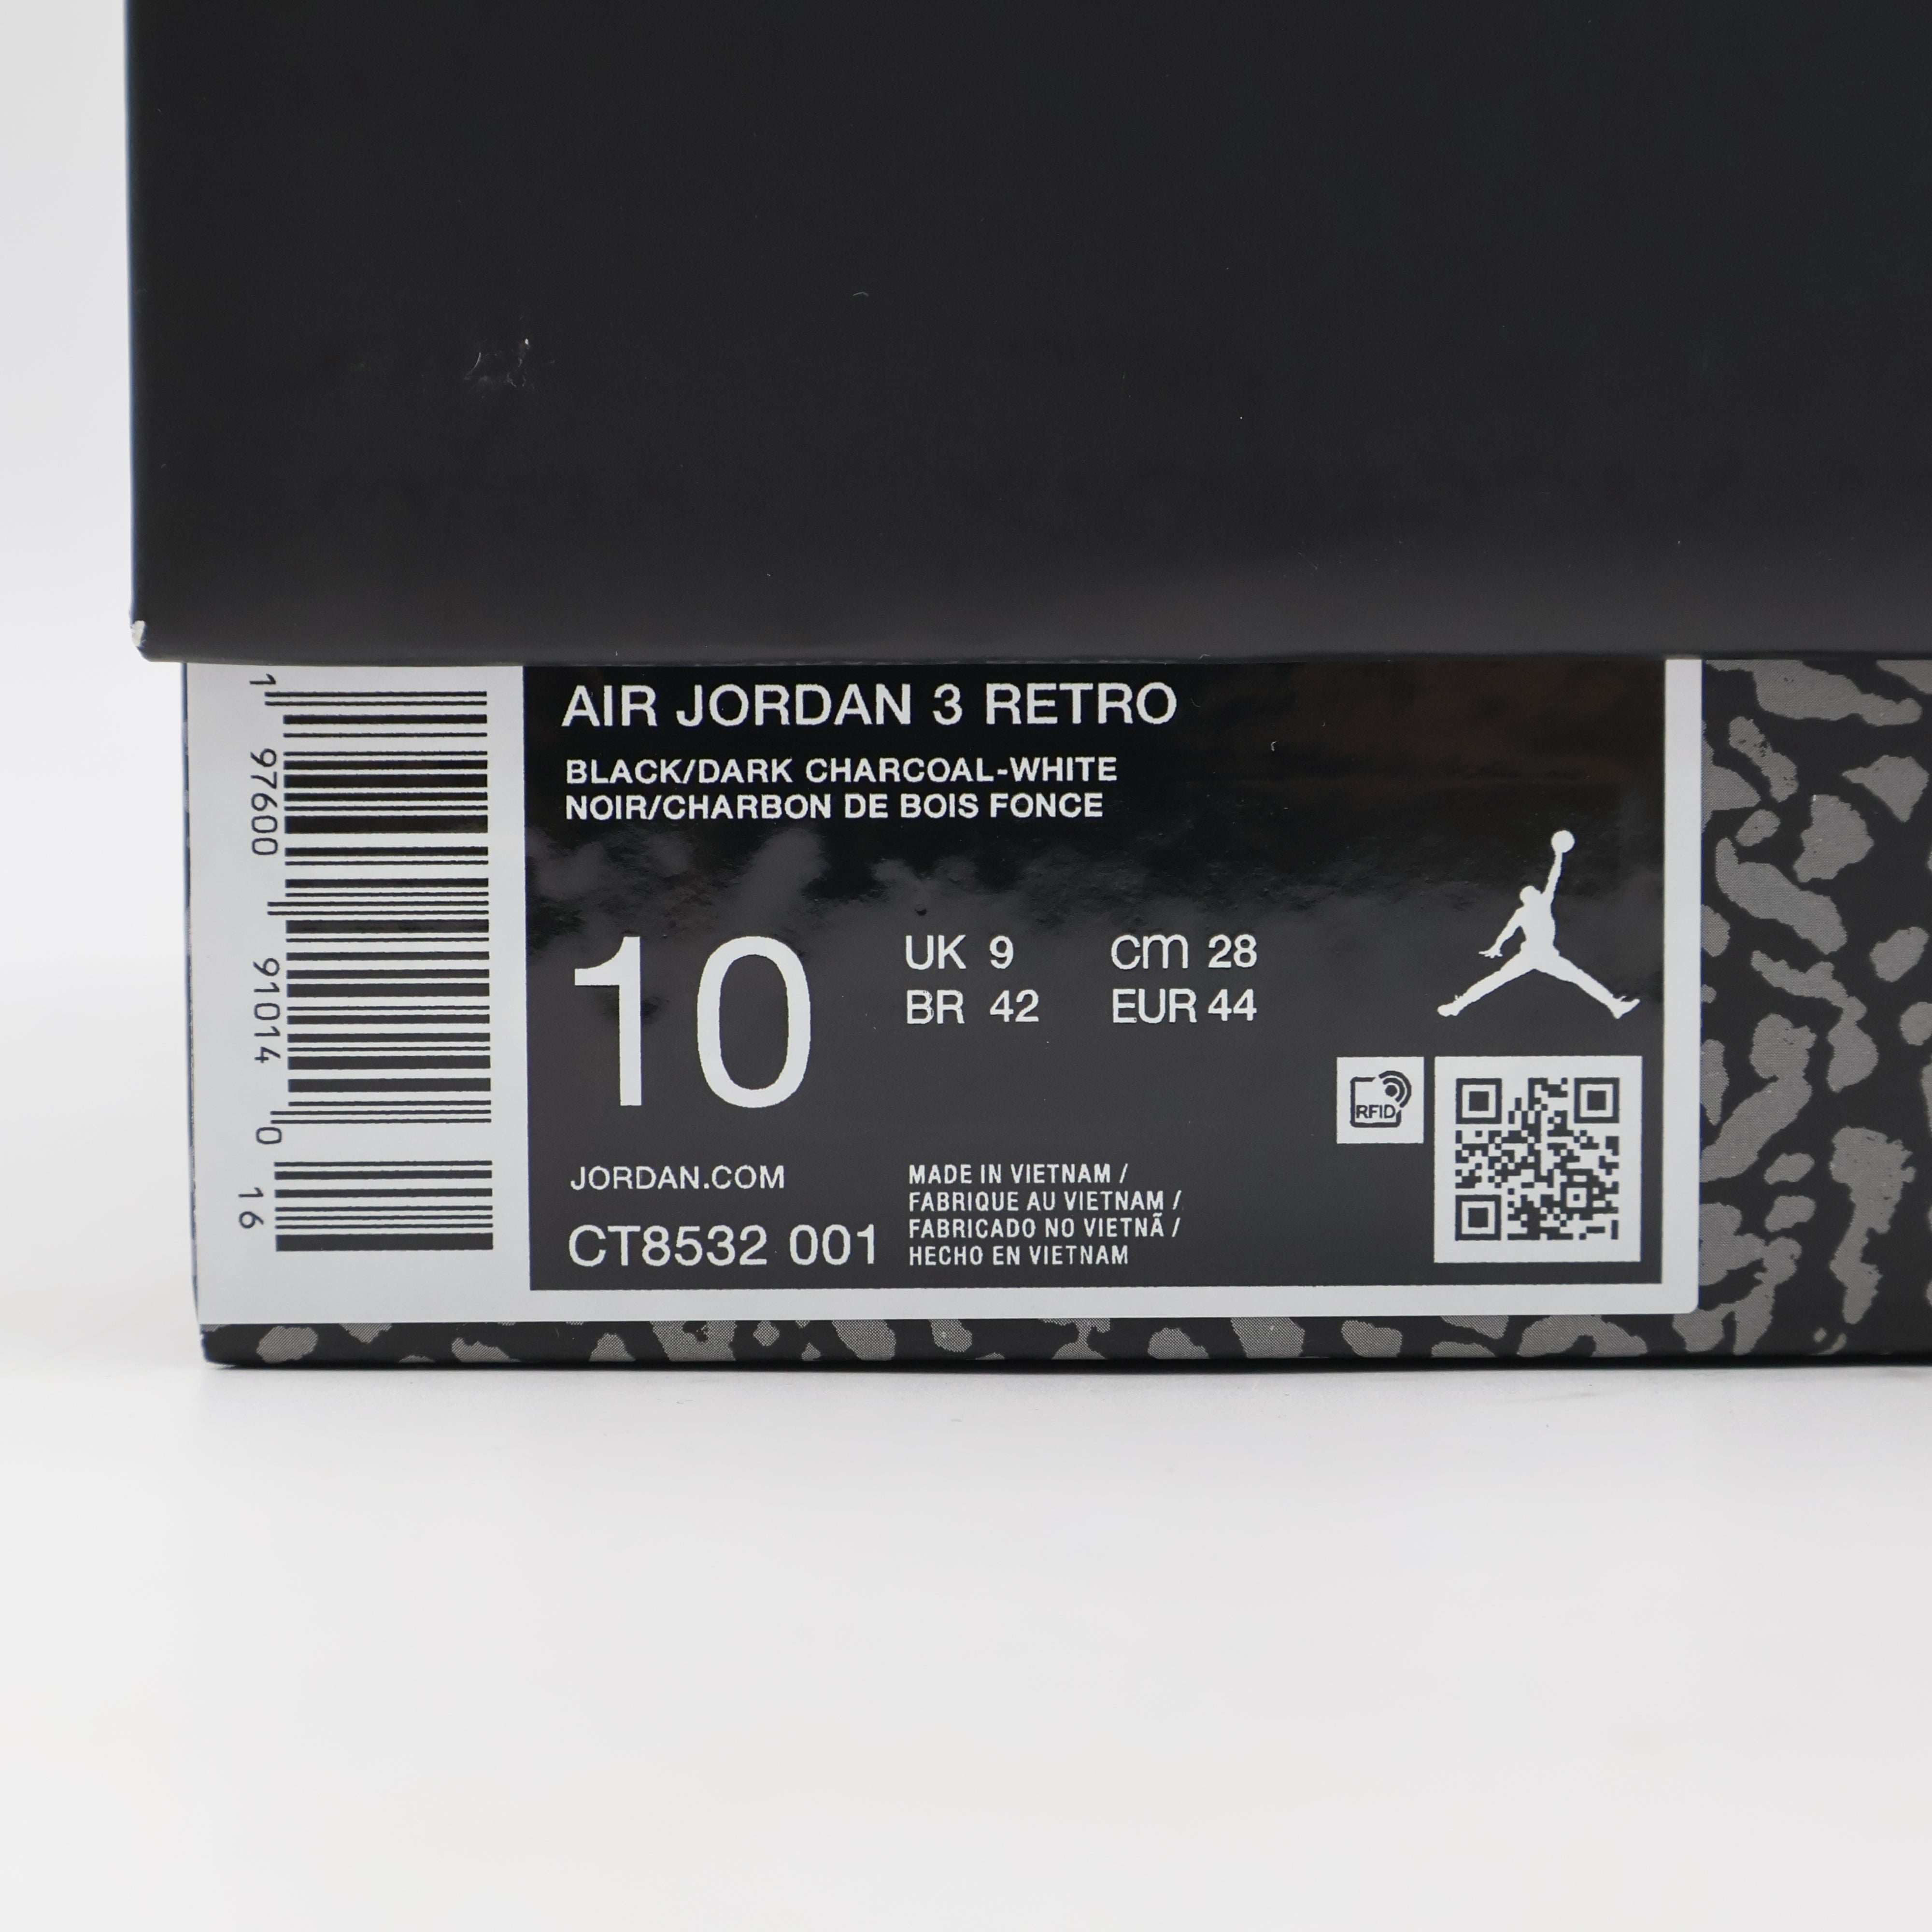 AIR JORDAN 3 RETRO
BLACK/DARK CHARCOAL-WHITE
NOIR/CHARBON DE BOIS FONCE
10
UK 9 cm 28
BR 42 EUR 44
RFID
JORDAN.COM
CT8532 001
MADE IN VIETNAM /
FABRIQUE AU VIETNAM /
FABRICADO NO VIETNÃ /
HECHO EN VIETNAM
1 97600 91014 0 16